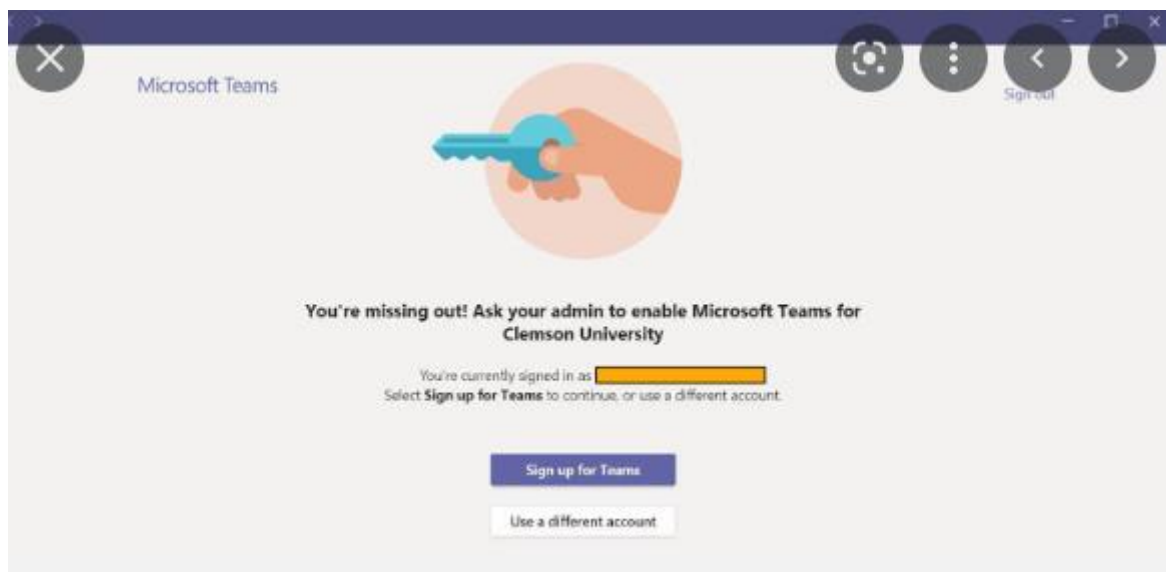 Microsoft Teams
Sign out
You're missing out! Ask your admin to enable Microsoft Teams for
Clemson University
You're currently signed in as
Select Sign up for Teams to continue, or use a different account.
Sign up for Teams
Use a different account